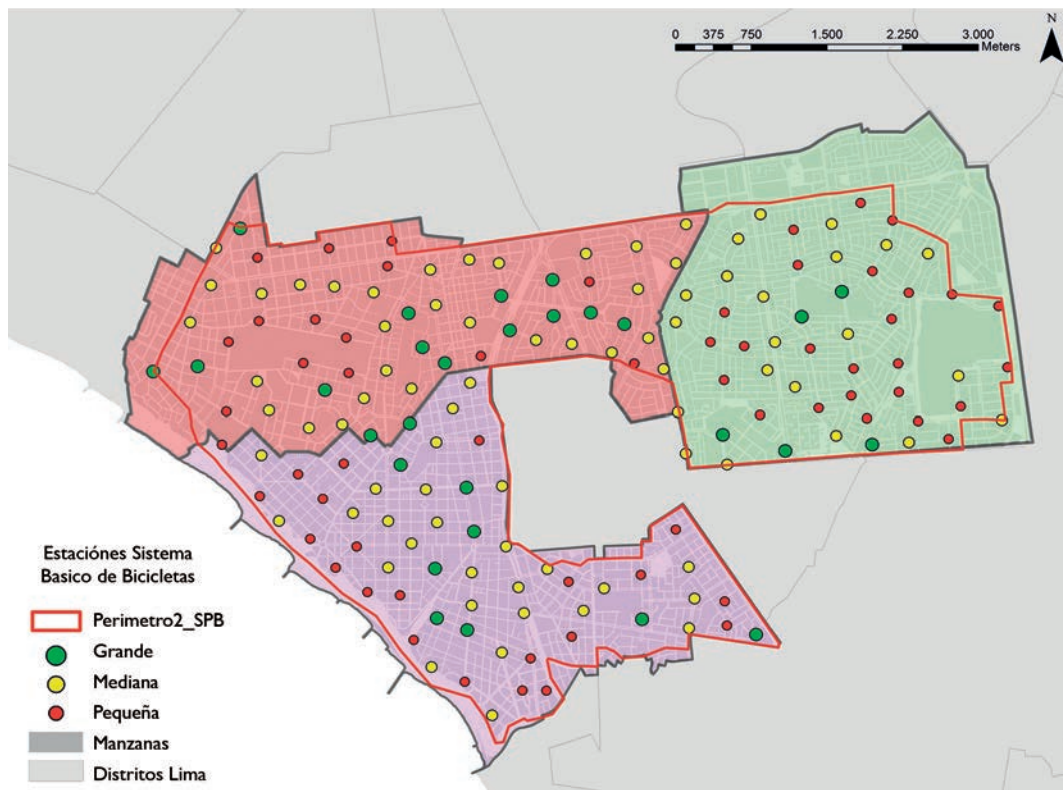 N
0 375 750 1.500 2.250 3.000
Meters
Estaciónes Sistema
Basico de Bicicletas
Perimetro2_SPB
Grande
Mediana
Pequeña
Manzanas
Distritos Lima